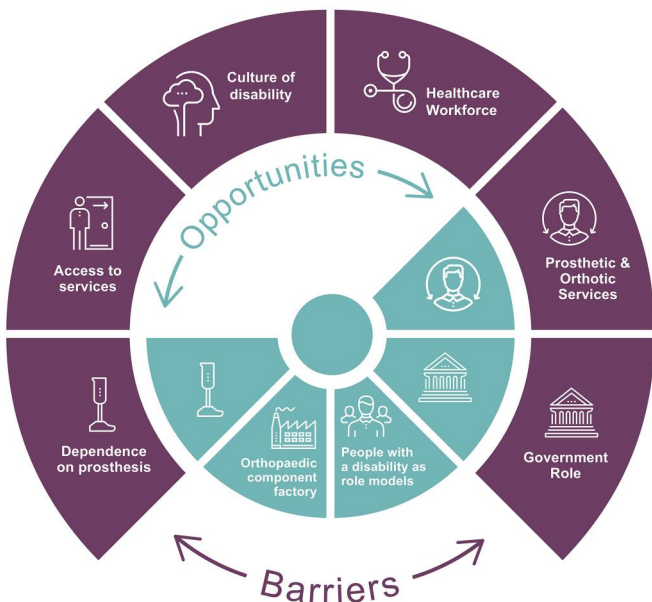 Culture of
disability
Healthcare
Workforce
Opportunities
Access to
services
Prosthetic &
Orthotic
Services
Dependence
on prosthesis
Orthopaedic
component
factory
People with
a disability as
role models
Government
Role
Barriers